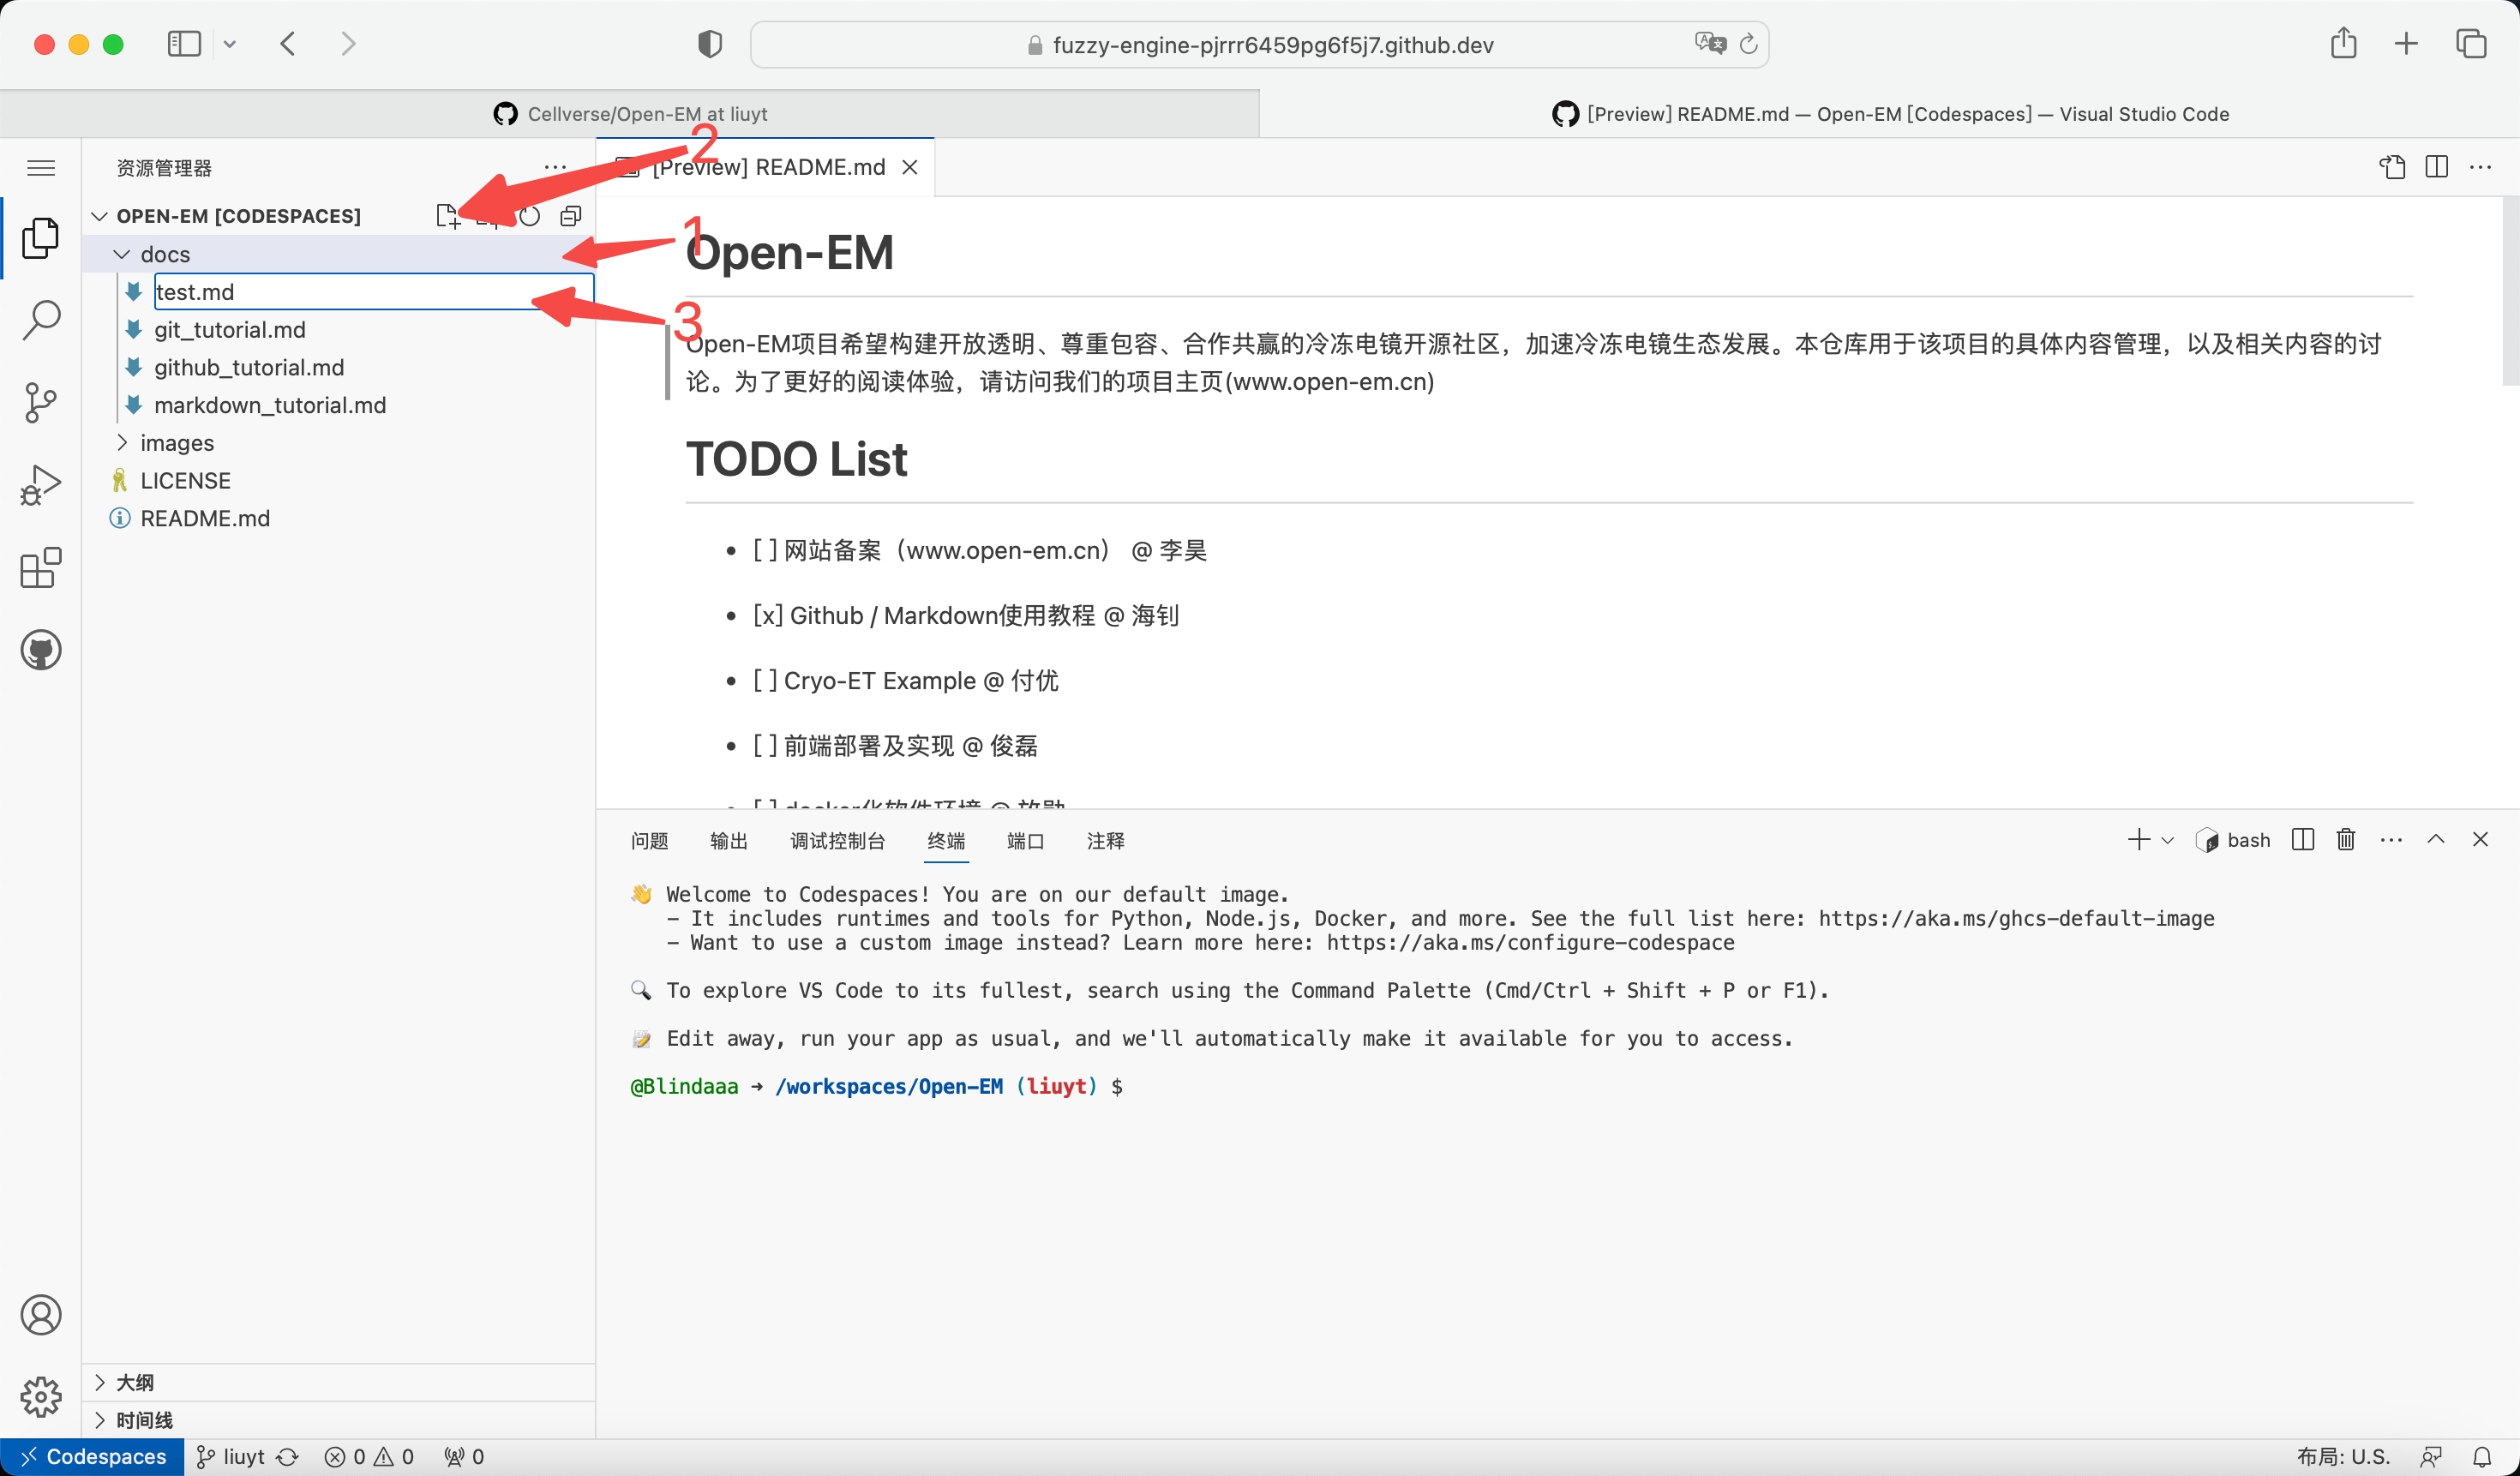 fuzzy-engine-pjrrr6459pg6f5j7.github.dev
Cellverse/Open-EM at liuyt
[Preview] README.md — Open-EM [Codespaces] — Visual Studio Code
资源管理器
[Preview] README.md
2
OPEN-EM [CODESPACES]
1
docs
test.md
3
git_tutorial.md
github_tutorial.md
markdown_tutorial.md
images
LICENSE
README.md
Open-EM
Open-EM项目希望构建开放透明、尊重包容、合作共赢的冷冻电镜开源社区，加速冷冻电镜生态发展。本仓库用于该项目的具体内容管理，以及相关内容的讨
论。为了更好的阅读体验，请访问我们的项目主页(www.open-em.cn)
TODO List
• [ ] 网站备案（www.open-em.cn） @ 李昊
• [x] Github / Markdown使用教程 @ 海钊
• [ ] Cryo-ET Example @ 付优
• [ ] 前端部署及实现 @ 俊磊
问题 输出 调试控制台 终端 端口 注释
bash
👋 Welcome to Codespaces! You are on our default image.
- It includes runtimes and tools for Python, Node.js, Docker, and more. See the full list here: https://aka.ms/ghcs-default-image
- Want to use a custom image instead? Learn more here: https://aka.ms/configure-codespace
🔍 To explore VS Code to its fullest, search using the Command Palette (Cmd/Ctrl + Shift + P or F1).
📝 Edit away, run your app as usual, and we'll automatically make it available for you to access.
@Blindaaa → /workspaces/Open-EM (liuyt) $
大纲
时间线
Codespaces liuyt 0 0 0
布局: U.S.